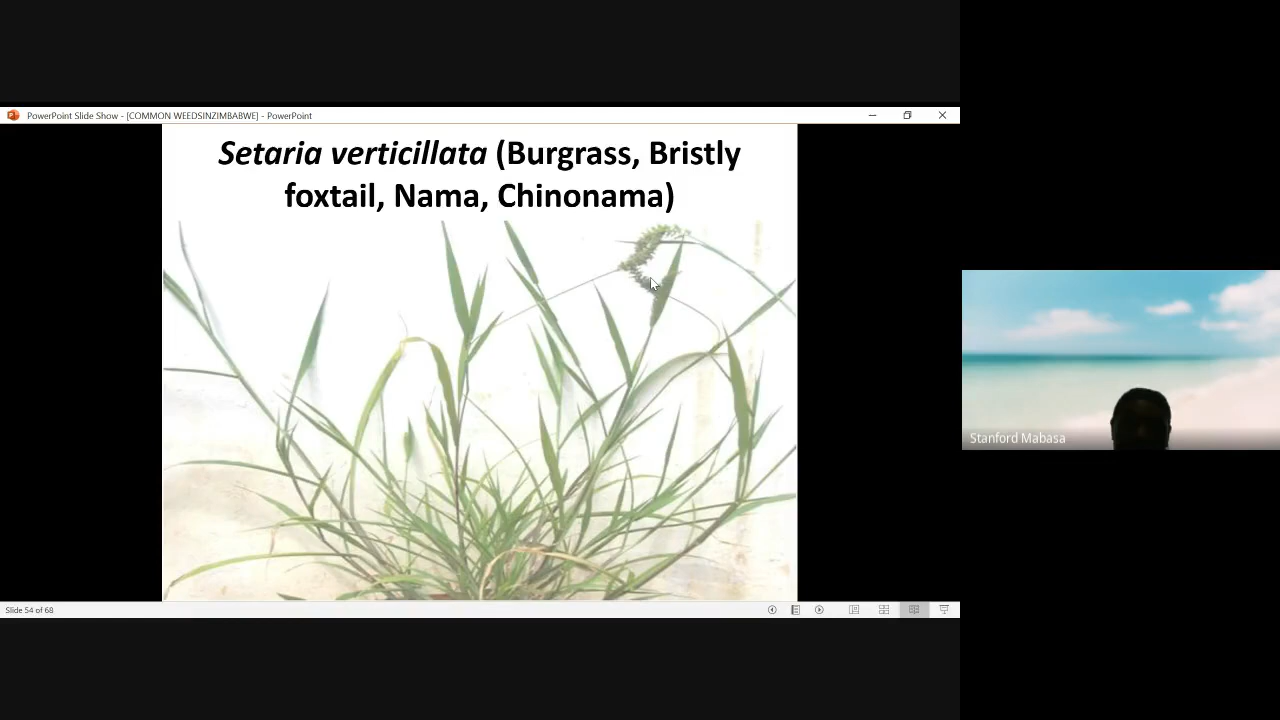 PowerPoint Slide Show - [COMMON WEEDSINZIMBABWE] - PowerPoint
Setaria verticillata (Burgrass, Bristly
foxtail, Nama, Chinonama)
Stanford Mabasa
Slide 54 of 68